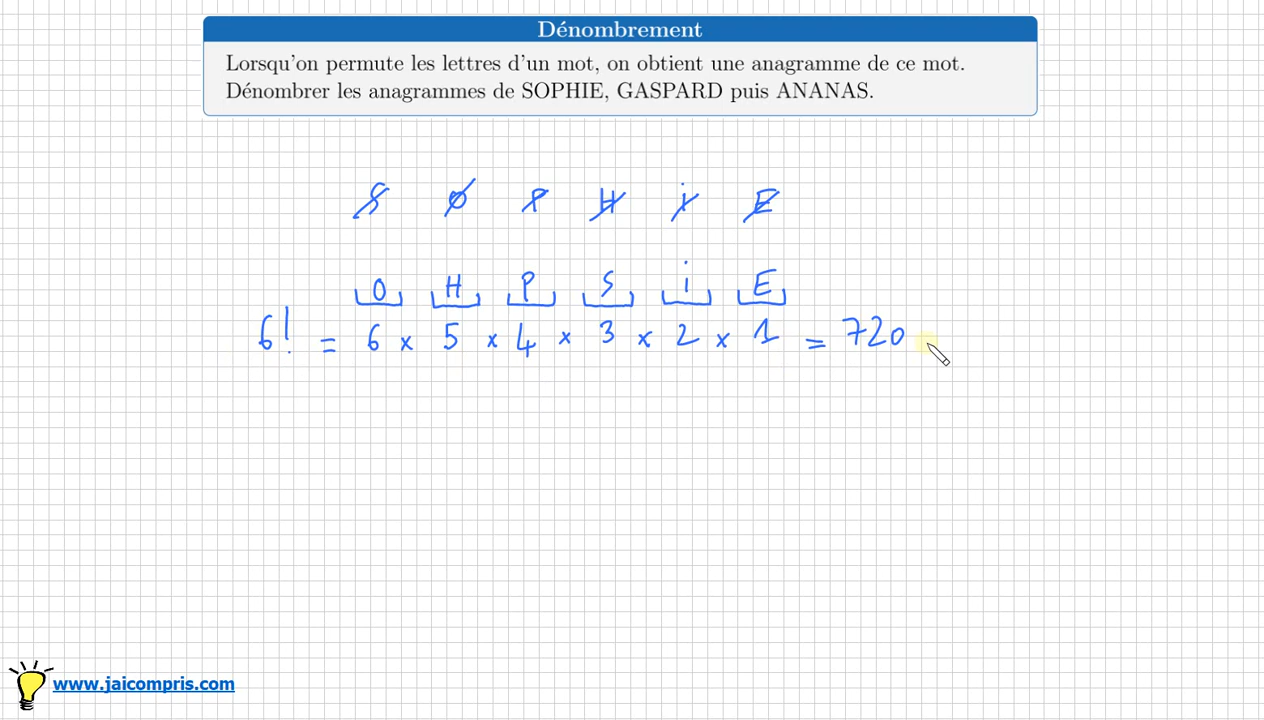 Dénombrement
Lorsqu'on permute les lettres d'un mot, on obtient une anagramme de ce mot.
Dénombrer les anagrammes de SOPHIE, GASPARD puis ANANAS.
S O P H i E
O H P S i E
6! = 6 × 5 × 4 × 3 × 2 × 1 = 720
www.jaicompris.com